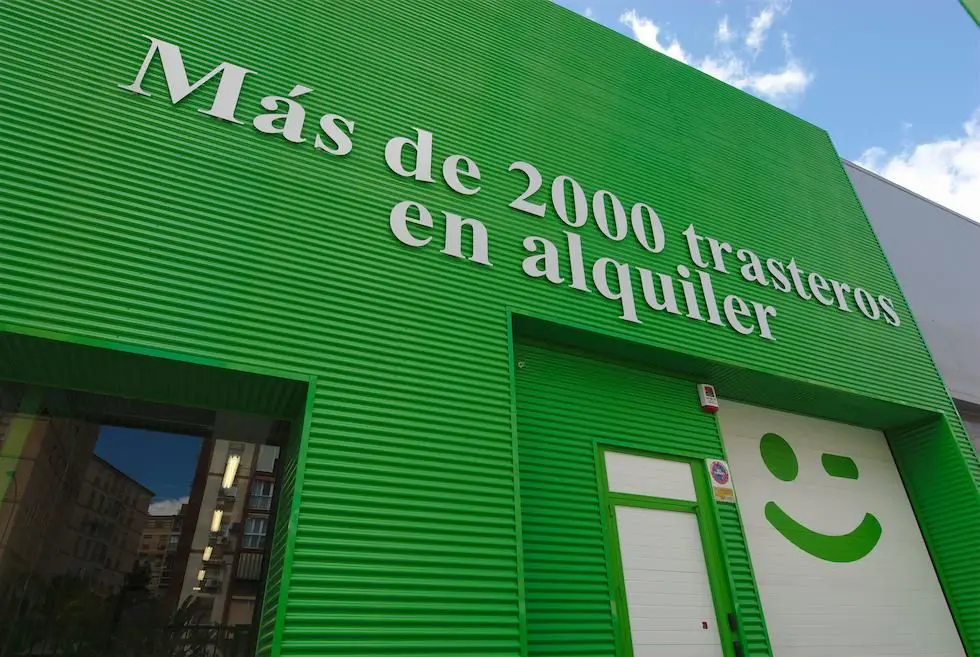 Más de 2000 trasteros
en alquiler